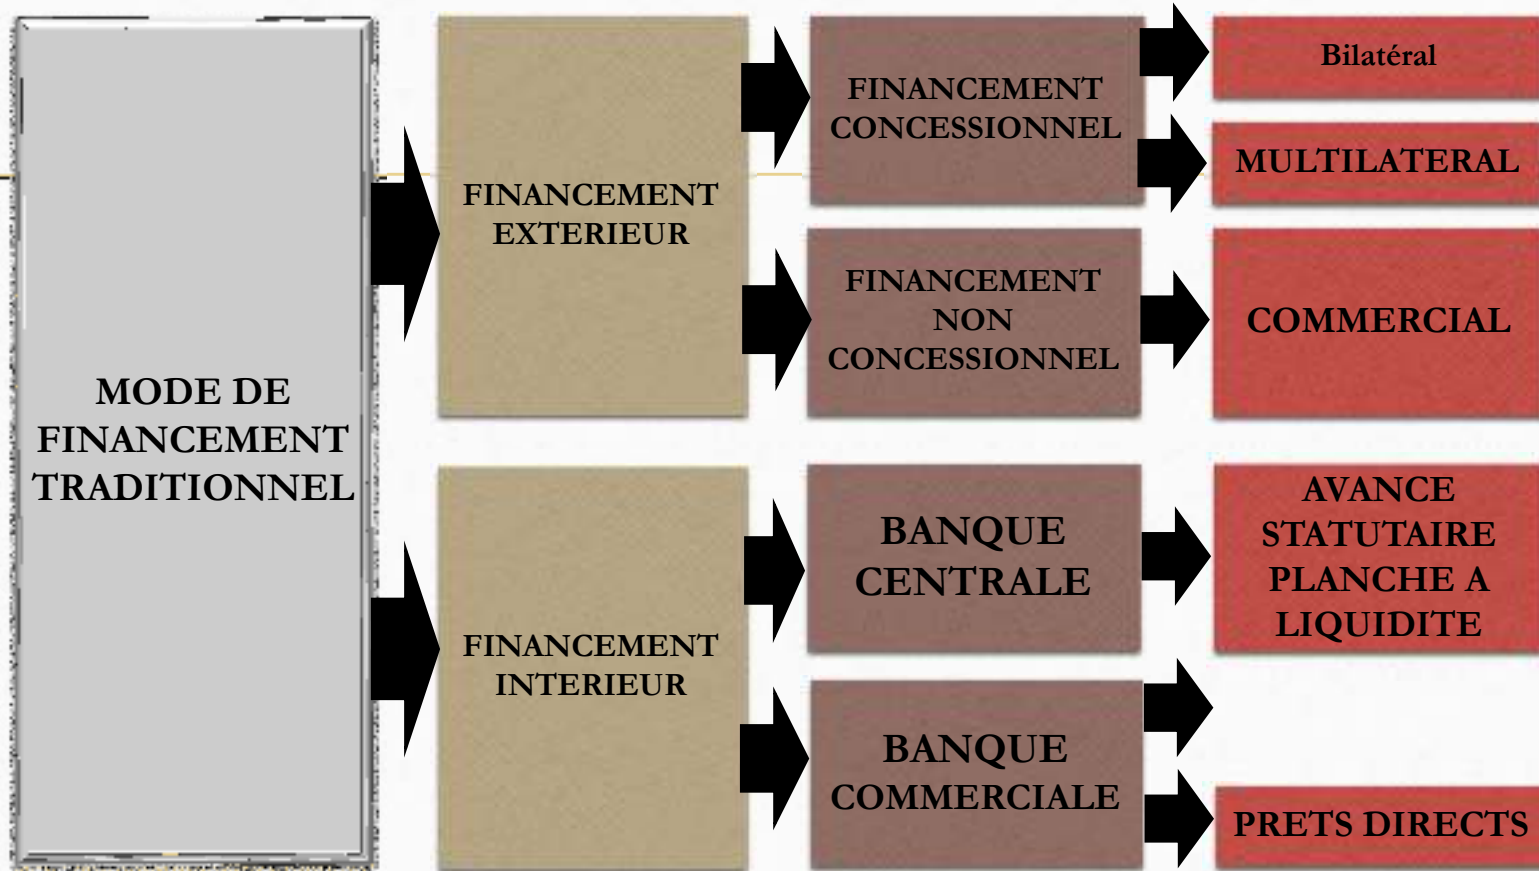 MODE DE
FINANCEMENT
TRADITIONNEL
FINANCEMENT
EXTERIEUR
FINANCEMENT
CONCESSIONNEL
Bilatéral
MULTILATERAL
FINANCEMENT
NON
CONCESSIONNEL
COMMERCIAL
FINANCEMENT
INTERIEUR
BANQUE
CENTRALE
AVANCE
STATUTAIRE
PLANCHE A
LIQUIDITE
BANQUE
COMMERCIALE
PRETS DIRECTS